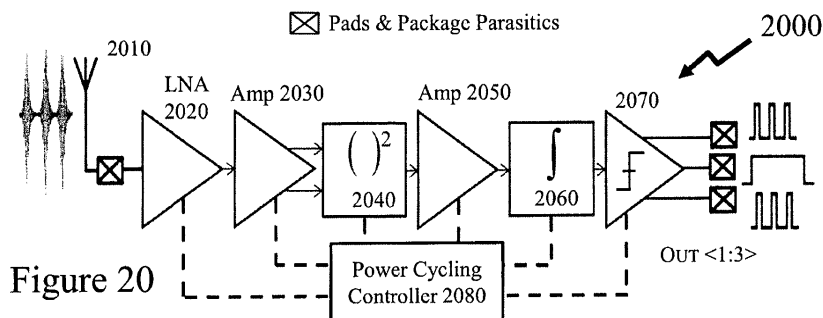 Pads & Package Parasitics
2000
2010
LNA
2020
Amp 2030
Amp 2050
2070
( )²
2040
∫
2060
Power Cycling
Controller 2080
OUT <1:3>
Figure 20